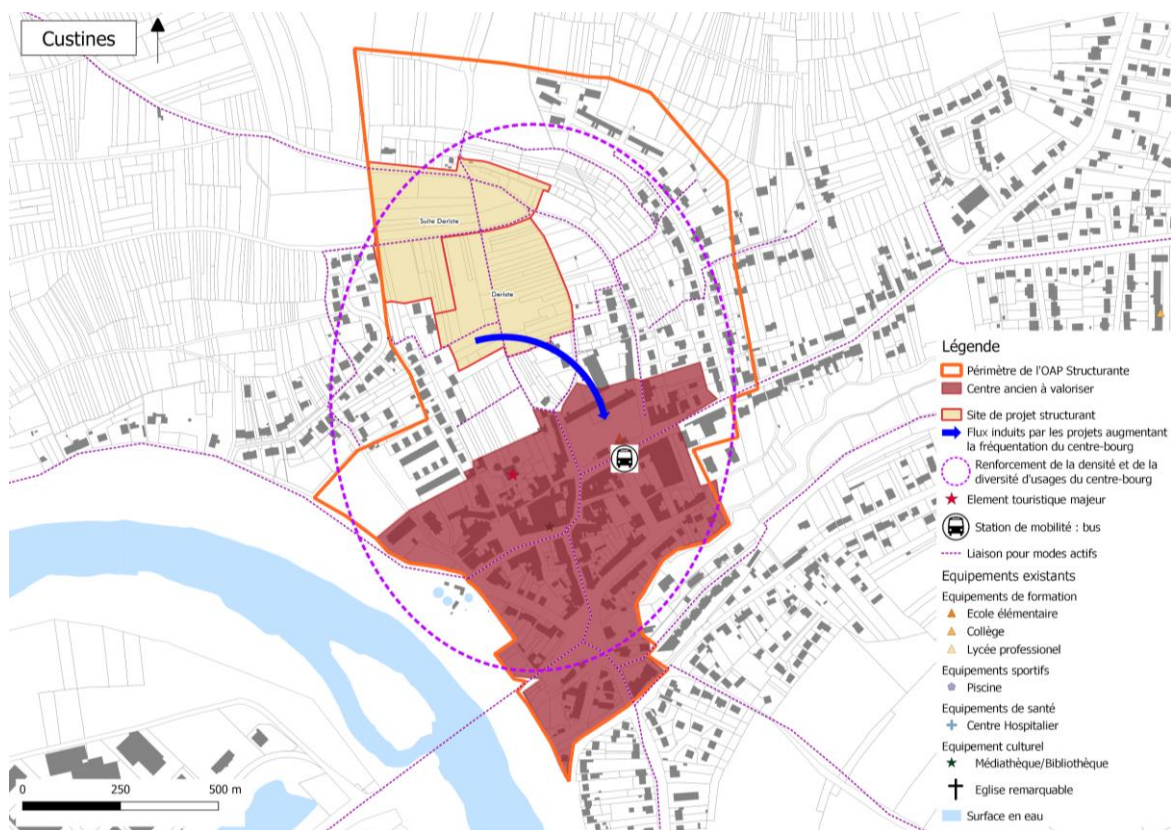 Custines
Suite Deriste
Deriste
0 250 500 m
Légende
Périmètre de l'OAP Structurante
Centre ancien à valoriser
Site de projet structurant
Flux induits par les projets augmentant
la fréquentation du centre-bourg
Renforcement de la densité et de la
diversité d'usages du centre-bourg
Element touristique majeur
Station de mobilité : bus
Liaison pour modes actifs
Equipements existants
Equipements de formation
Ecole élémentaire
Collège
Lycée professionel
Equipements sportifs
Piscine
Equipements de santé
Centre Hospitalier
Equipement culturel
Médiathèque/Bibliothèque
Eglise remarquable
Surface en eau